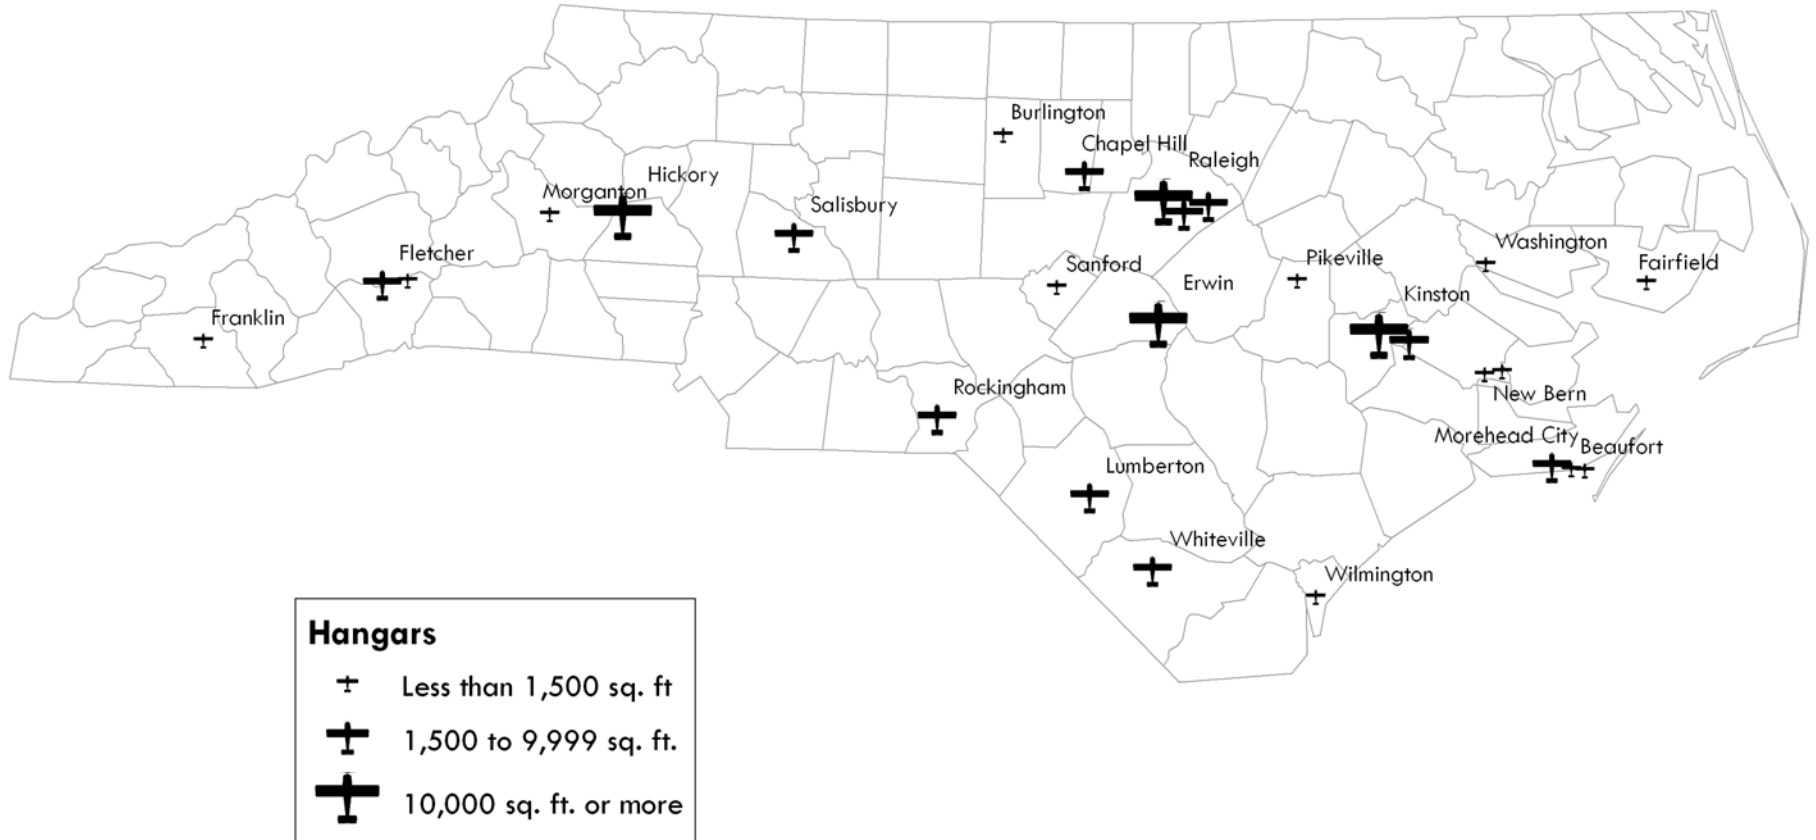 Burlington
Chapel Hill
Raleigh
Hickory
Morganton
Salisbury
Washington
Fletcher
Sanford
Pikeville
Fairfield
Erwin
Kinston
Franklin
Rockingham
New Bern
Morehead City
Beaufort
Lumberton
Whiteville
Wilmington
Hangars
Less than 1,500 sq. ft
1,500 to 9,999 sq. ft.
10,000 sq. ft. or more